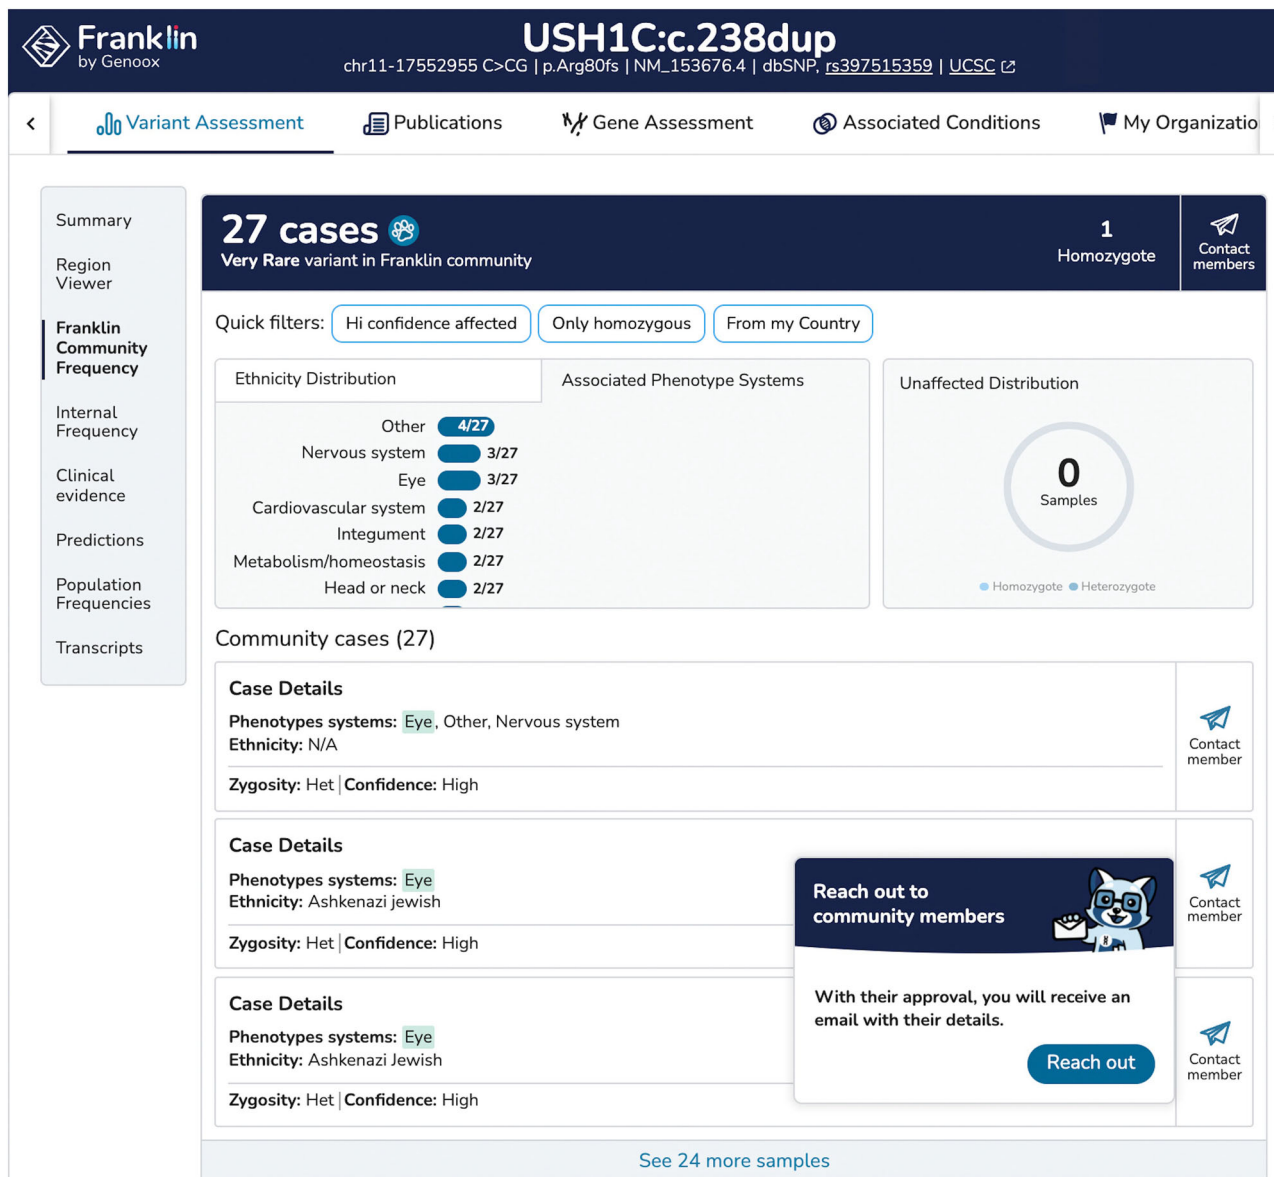 Franklin
by Genoox
USH1C:c.238dup
chr11-17552955 C>CG | p.Arg80fs | NM_153676.4 | dbSNP, rs397515359 | UCSC
Variant Assessment
Publications
Gene Assessment
Associated Conditions
My Organizatio
Summary
Region
Viewer
Franklin
Community
Frequency
Internal
Frequency
Clinical
evidence
Predictions
Population
Frequencies
Transcripts
27 cases
Very Rare variant in Franklin community
1
Homozygote
Contact
members
Quick filters: Hi confidence affected Only homozygous From my Country
Ethnicity Distribution
Associated Phenotype Systems
Other 4/27
Nervous system 3/27
Eye 3/27
Cardiovascular system 2/27
Integument 2/27
Metabolism/homeostasis 2/27
Head or neck 2/27
Unaffected Distribution
0
Samples
Homozygote Heterozygote
Community cases (27)
Case Details
Phenotypes systems: Eye, Other, Nervous system
Ethnicity: N/A
Zygosity: Het | Confidence: High
Contact
member
Case Details
Phenotypes systems: Eye
Ethnicity: Ashkenazi jewish
Zygosity: Het | Confidence: High
Contact
member
Case Details
Phenotypes systems: Eye
Ethnicity: Ashkenazi Jewish
Zygosity: Het | Confidence: High
Contact
member
Reach out to
community members
With their approval, you will receive an
email with their details.
Reach out
See 24 more samples